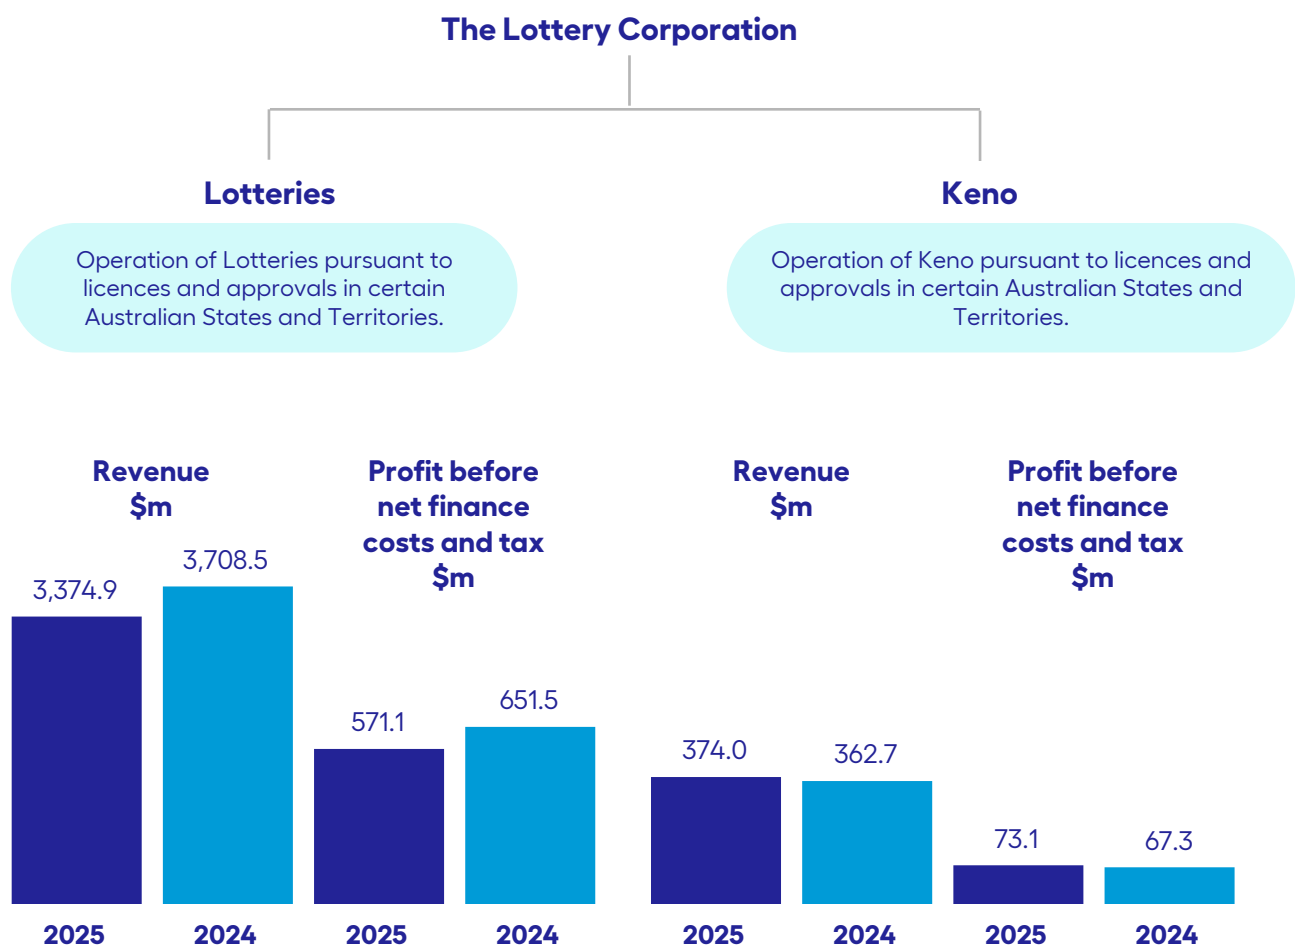 The Lottery Corporation
Lotteries
Operation of Lotteries pursuant to
licences and approvals in certain
Australian States and Territories.
Keno
Operation of Keno pursuant to licences and
approvals in certain Australian States and
Territories.
Revenue
$m
3,374.9
3,708.5
2025
2024
Profit before
net finance
costs and tax
$m
571.1
651.5
2025
2024
Revenue
$m
374.0
362.7
2025
2024
Profit before
net finance
costs and tax
$m
73.1
67.3
2025
2024